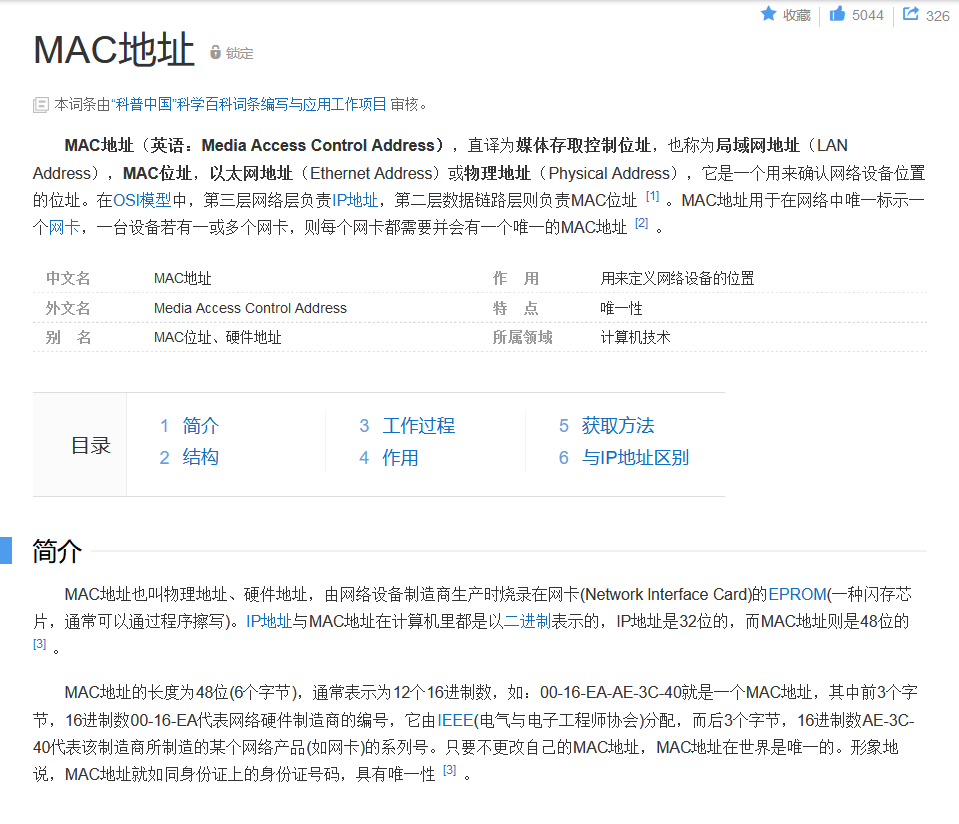 收藏 5044 326
MAC地址 锁定
本词条由“科普中国”科学百科词条编写与应用工作项目 审核。
MAC地址（英语：Media Access Control Address），直译为媒体存取控制位址，也称为局域网地址（LAN
Address），MAC位址，以太网地址（Ethernet Address）或物理地址（Physical Address），它是一个用来确认网络设备位置
的位址。在OSI模型中，第三层网络层负责IP地址，第二层数据链路层则负责MAC位址 [1] 。MAC地址用于在网络中唯一标示一
个网卡，一台设备若有一或多个网卡，则每个网卡都需要并会有一个唯一的MAC地址 [2] 。
中文名 MAC地址 作 用 用来定义网络设备的位置
外文名 Media Access Control Address 特 点 唯一性
别 名 MAC位址、硬件地址 所属领域 计算机技术
目录
1 简介 3 工作过程 5 获取方法
2 结构 4 作用 6 与IP地址区别
简介
MAC地址也叫物理地址、硬件地址，由网络设备制造商生产时烧录在网卡(Network lnterface Card)的EPROM(一种闪存芯
片，通常可以通过程序擦写)。IP地址与MAC地址在计算机里都是以二进制表示的，IP地址是32位的，而MAC地址则是48位的
[3] 。
MAC地址的长度为48位(6个字节)，通常表示为12个16进制数，如：00-16-EA-AE-3C-40就是一个MAC地址，其中前3个字
节，16进制数00-16-EA代表网络硬件制造商的编号，它由IEEE(电气与电子工程师协会)分配，而后3个字节，16进制数AE-3C-
40代表该制造商所制造的某个网络产品(如网卡)的系列号。只要不更改自己的MAC地址，MAC地址在世界是唯一的。形象地
说，MAC地址就如同身份证上的身份证号码，具有唯一性 [3] 。